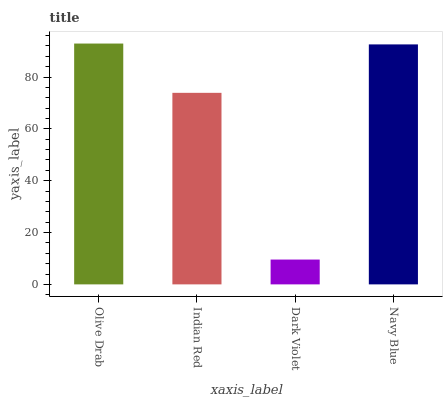 title
yaxis_label
80
60
40
20
0
Olive Drab
Indian Red
Dark Violet
Navy Blue
xaxis_label